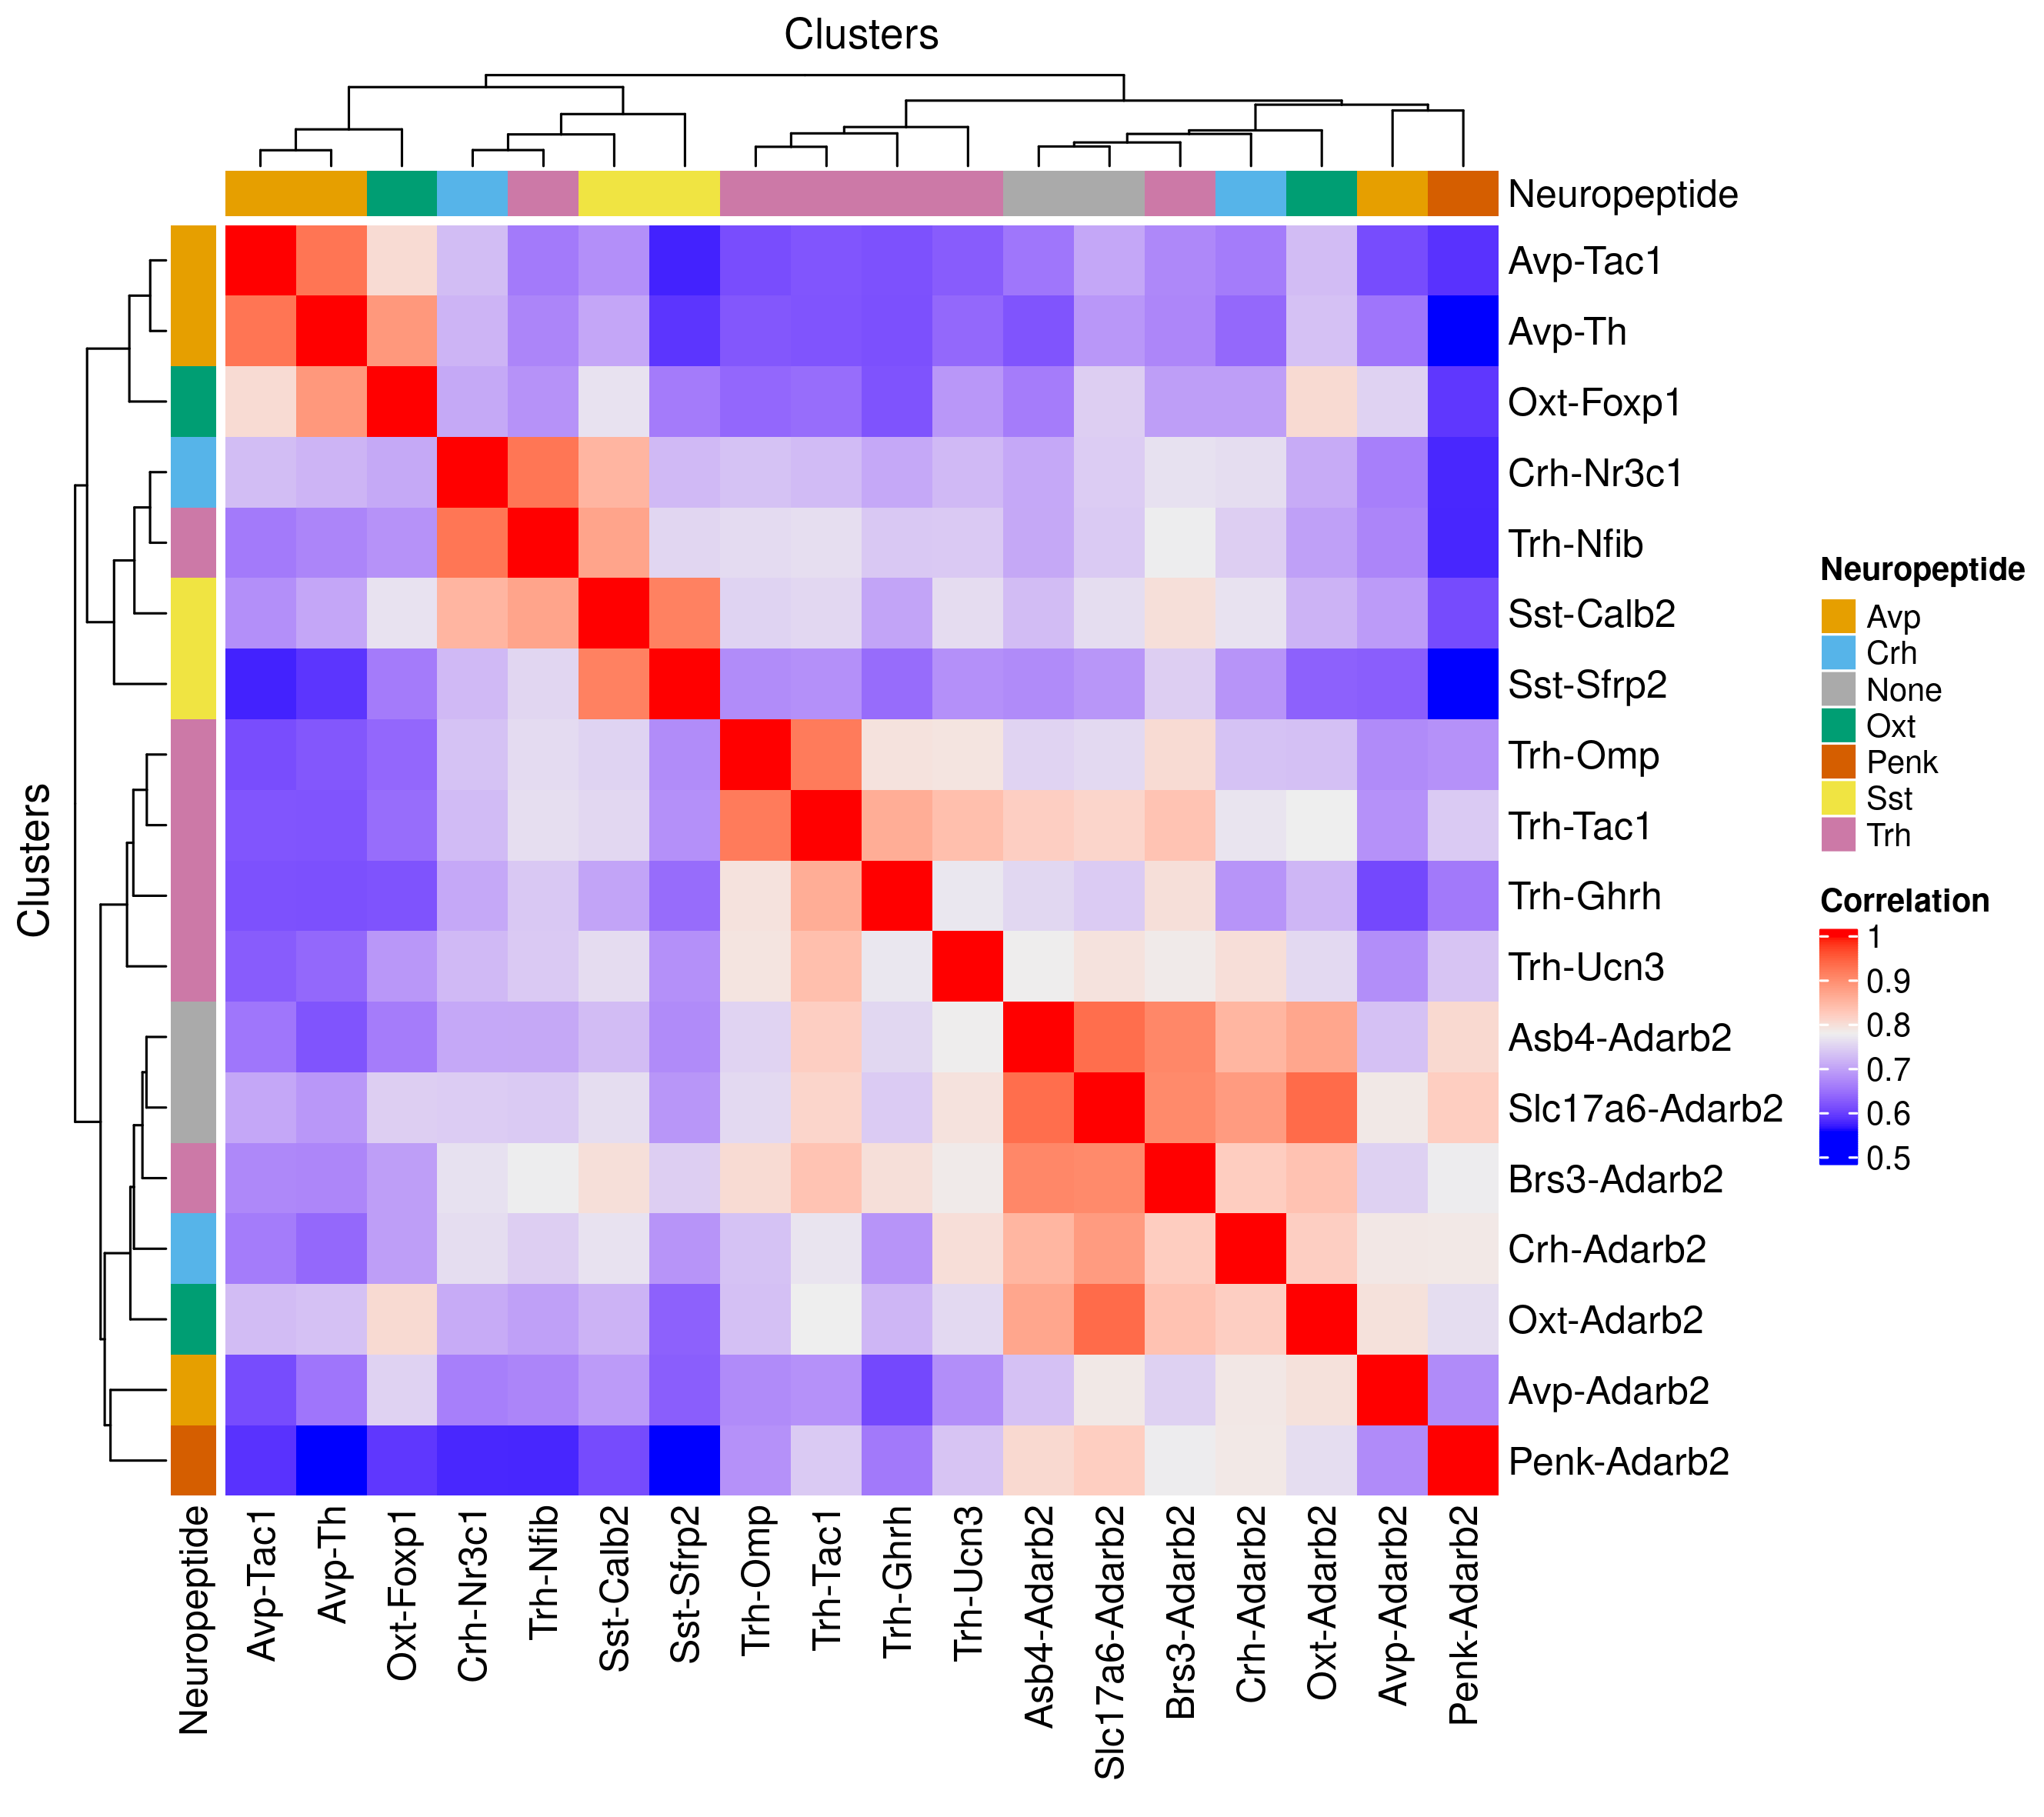 Clusters
Neuropeptide
Avp-Tac1
Avp-Th
Oxt-Foxp1
Crh-Nr3c1
Trh-Nfib
Sst-Calb2
Sst-Sfrp2
Trh-Omp
Trh-Tac1
Trh-Ghrh
Trh-Ucn3
Asb4-Adarb2
Slc17a6-Adarb2
Brs3-Adarb2
Crh-Adarb2
Oxt-Adarb2
Avp-Adarb2
Penk-Adarb2
Clusters
Neuropeptide
Avp-Tac1
Avp-Th
Oxt-Foxp1
Crh-Nr3c1
Trh-Nfib
Sst-Calb2
Sst-Sfrp2
Trh-Omp
Trh-Tac1
Trh-Ghrh
Trh-Ucn3
Asb4-Adarb2
Slc17a6-Adarb2
Brs3-Adarb2
Crh-Adarb2
Oxt-Adarb2
Avp-Adarb2
Penk-Adarb2
Neuropeptide
Avp
Crh
None
Oxt
Penk
Sst
Trh
Correlation
1
0.9
0.8
0.7
0.6
0.5